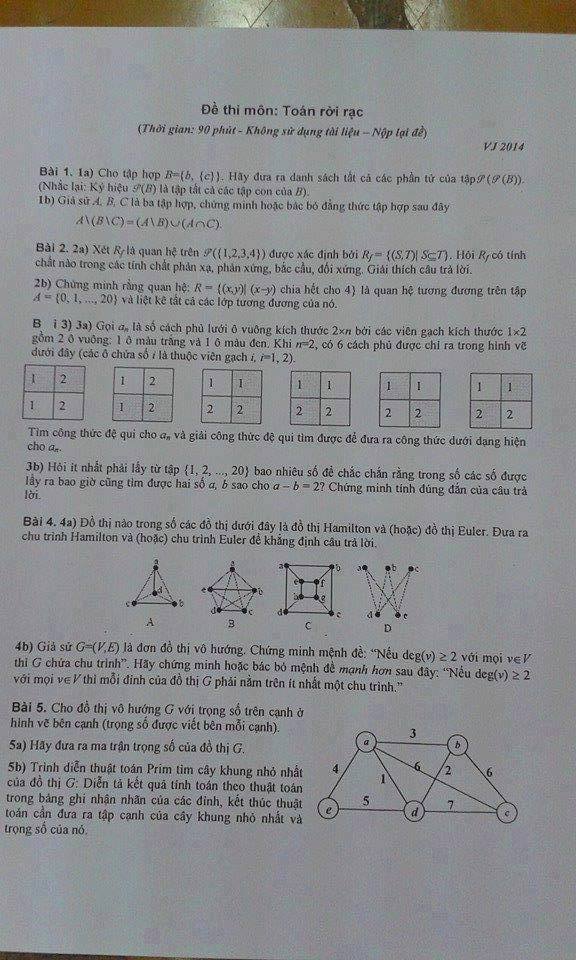 Đề thi môn: Toán rời rạc
(Thời gian: 90 phút - Không sử dụng tài liệu – Nộp lại đề)
VJ 2014
Bài 1. 1a) Cho tập hợp B={b, {c}}. Hãy đưa ra danh sách tất cả các phần tử của tập 𝒫(𝒫(B)).
(Nhắc lại: Ký hiệu 𝒫(B) là tập tất cả các tập con của B).
1b) Giả sử A, B, C là ba tập hợp, chứng minh hoặc bác bỏ đẳng thức tập hợp sau đây
A\(B\C)=(A\B)∪(A∩C).
Bài 2. 2a) Xét Rf là quan hệ trên 𝒫({1,2,3,4}) được xác định bởi Rf = {(S,T)| S⊆T}. Hỏi Rf có tính
chất nào trong các tính chất phản xạ, phản xứng, bắc cầu, đối xứng. Giải thích câu trả lời.
2b) Chứng minh rằng quan hệ: R = {(x,y)| (x–y) chia hết cho 4} là quan hệ tương đương trên tập
A = {0, 1, ..., 20} và liệt kê tất cả các lớp tương đương của nó.
B i 3) 3a) Gọi an là số cách phủ lưới ô vuông kích thước 2×n bởi các viên gạch kích thước 1×2
gồm 2 ô vuông: 1 ô màu trắng và 1 ô màu đen. Khi n=2, có 6 cách phủ được chỉ ra trong hình vẽ
dưới đây (các ô chứa số i là thuộc viên gạch i, i=1, 2).
1 2 1 2 1 1 1 1 1 1 1 1
1 2 1 2 2 2 2 2 2 2 2 2
Tìm công thức đệ qui cho an và giải công thức đệ qui tìm được để đưa ra công thức dưới dạng hiện
cho an.
3b) Hỏi ít nhất phải lấy từ tập {1, 2, ..., 20} bao nhiêu số để chắc chắn rằng trong số các số được
lấy ra bao giờ cũng tìm được hai số a, b sao cho a – b = 2? Chứng minh tính đúng đắn của câu trả
lời.
Bài 4. 4a) Đồ thị nào trong số các đồ thị dưới đây là đồ thị Hamilton và (hoặc) đồ thị Euler. Đưa ra
chu trình Hamilton và (hoặc) chu trình Euler để khẳng định câu trả lời.
a a a b a b c
d e b e f
c b d c h g d e
d c
A B C D
4b) Giả sử G=(V,E) là đơn đồ thị vô hướng. Chứng minh mệnh đề: “Nếu deg(v) ≥ 2 với mọi v∈V
thì G chứa chu trình”. Hãy chứng minh hoặc bác bỏ mệnh đề mạnh hơn sau đây: “Nếu deg(v) ≥ 2
với mọi v∈V thì mỗi đỉnh của đồ thị G phải nằm trên ít nhất một chu trình.”
Bài 5. Cho đồ thị vô hướng G với trọng số trên cạnh ở
hình vẽ bên cạnh (trọng số được viết bên mỗi cạnh).
5a) Hãy đưa ra ma trận trọng số của đồ thị G.
5b) Trình diễn thuật toán Prim tìm cây khung nhỏ nhất
của đồ thị G: Diễn tả kết quả tính toán theo thuật toán
trong bảng ghi nhận nhãn của các đỉnh, kết thúc thuật
toán cần đưa ra tập cạnh của cây khung nhỏ nhất và
trọng số của nó.
a 3 b
4 1 6 2 6
e 5 d 7 c